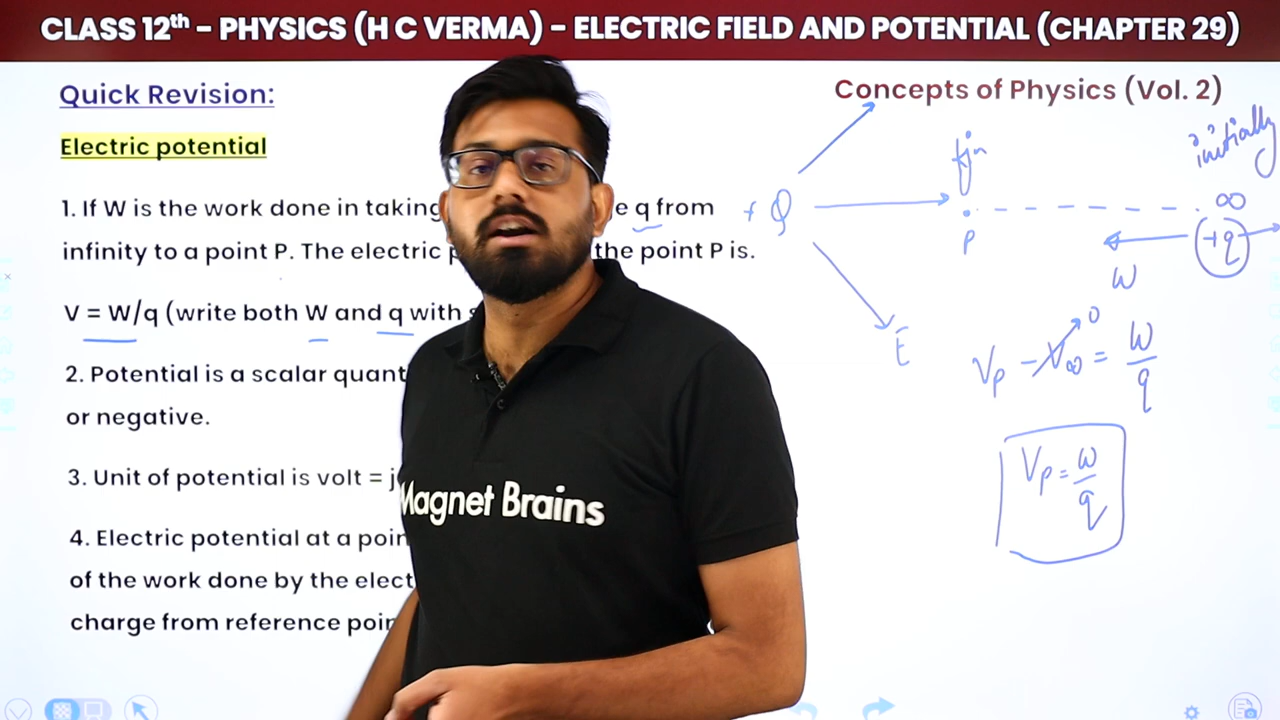 CLASS 12th - PHYSICS (H C VERMA) - ELECTRIC FIELD AND POTENTIAL (CHAPTER 29)
Quick Revision:
Concepts of Physics (Vol. 2)
Electric potential
1. If W is the work done in taking e q from
infinity to a point P. The electric p the point P is.
V = W/q (write both W and q with s
2. Potential is a scalar quant
or negative.
3. Unit of potential is volt = j
4. Electric potential at a poin
of the work done by the elect
charge from reference poin
Magnet Brains
initially
fin
+ Q
∞
P
+q
W
E
Vp - V∞ = W/q
0
Vp = W/q